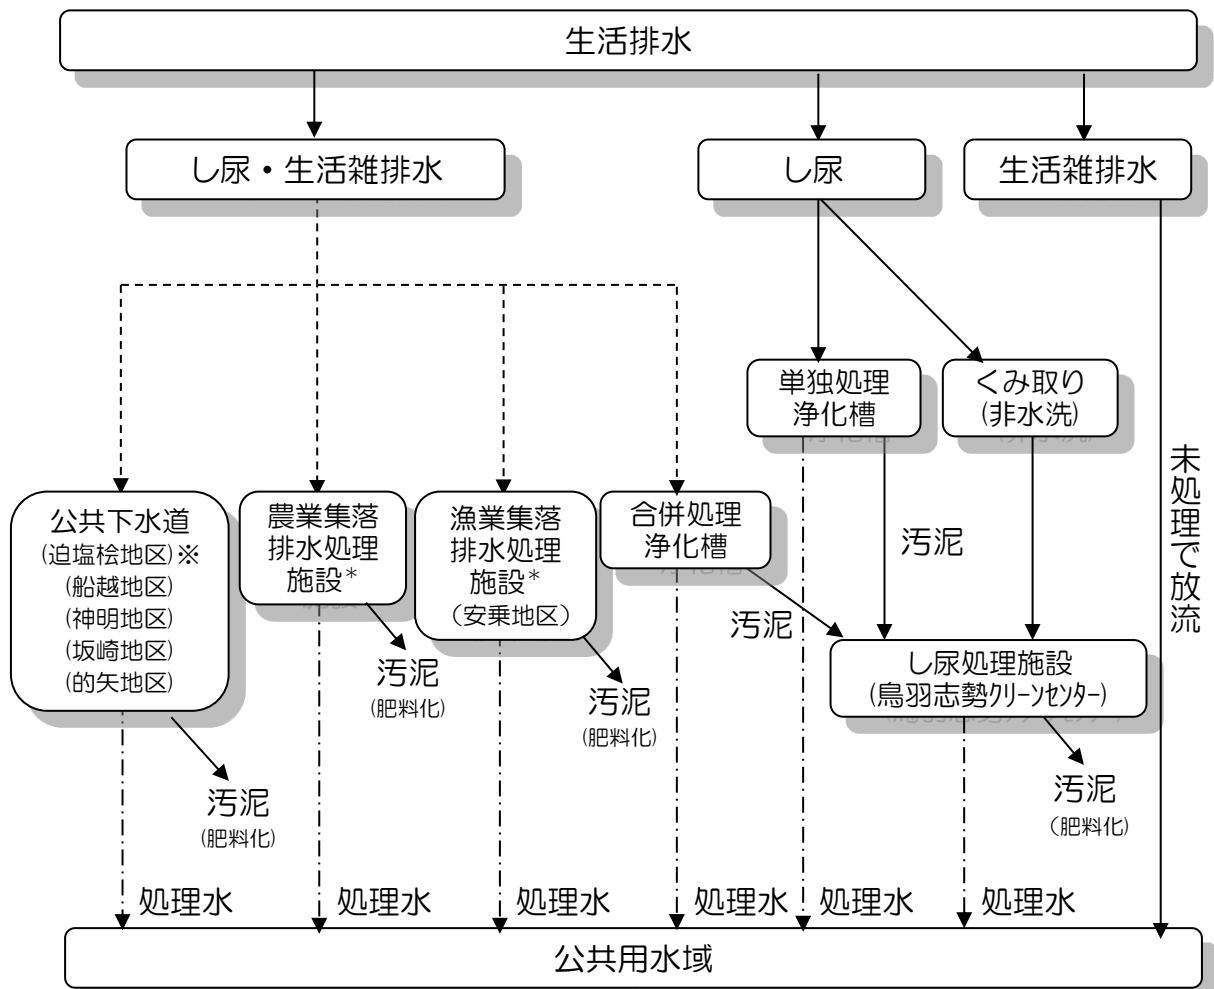 生活排水
し尿・生活雑排水
し尿
生活雑排水
単独処理
浄化槽
くみ取り
(非水洗)
未処理で放流
公共下水道
(迫塩桧地区)※
(船越地区)
(神明地区)
(坂崎地区)
(的矢地区)
農業集落
排水処理
施設*
漁業集落
排水処理
施設*
（安乗地区）
合併処理
浄化槽
汚泥
汚泥
し尿処理施設
(鳥羽志勢クリーンセンター)
汚泥
(肥料化)
汚泥
(肥料化)
汚泥
(肥料化)
汚泥
（肥料化）
処理水
処理水
処理水
処理水
処理水
処理水
公共用水域